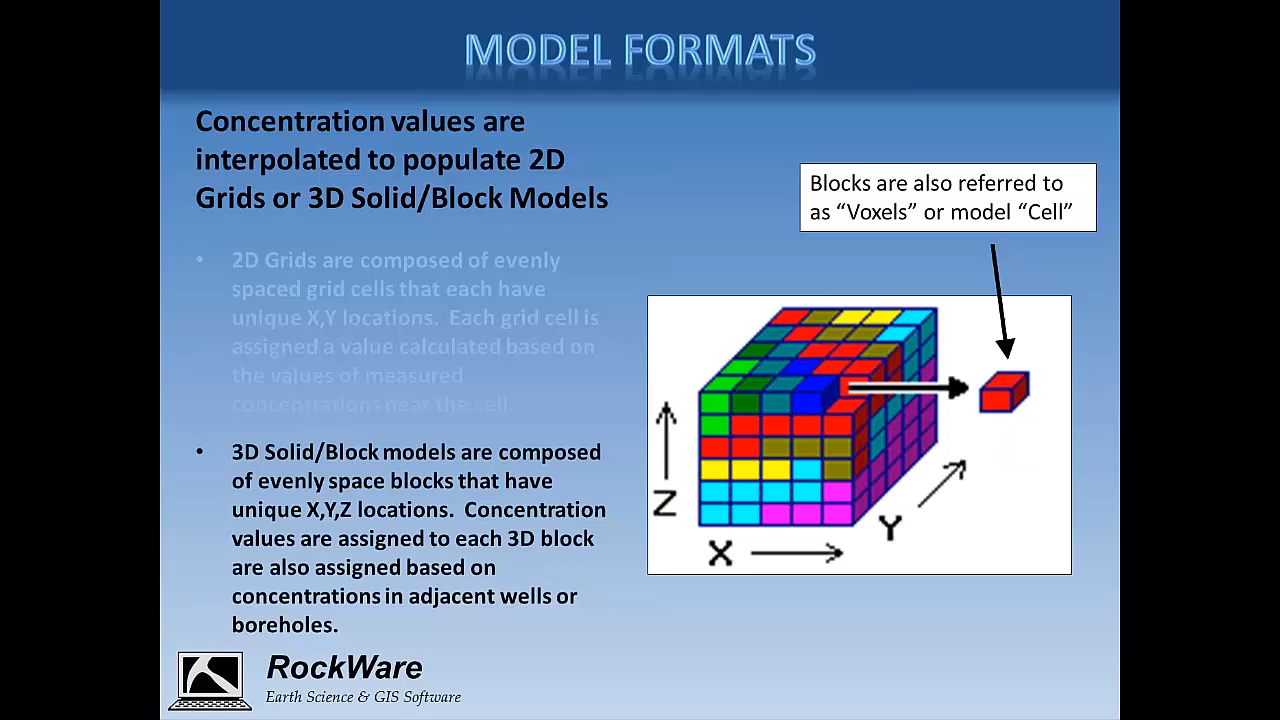 MODEL FORMATS
Concentration values are
interpolated to populate 2D
Grids or 3D Solid/Block Models
• 2D Grids are composed of evenly
spaced grid cells that each have
unique X,Y locations.  Each grid cell is
assigned a value calculated based on
the values of measured
concentrations near the cell.
• 3D Solid/Block models are composed
of evenly space blocks that have
unique X,Y,Z locations.  Concentration
values are assigned to each 3D block
are also assigned based on
concentrations in adjacent wells or
boreholes.
Blocks are also referred to
as “Voxels” or model “Cell”
Z
X
Y
RockWare
Earth Science & GIS Software